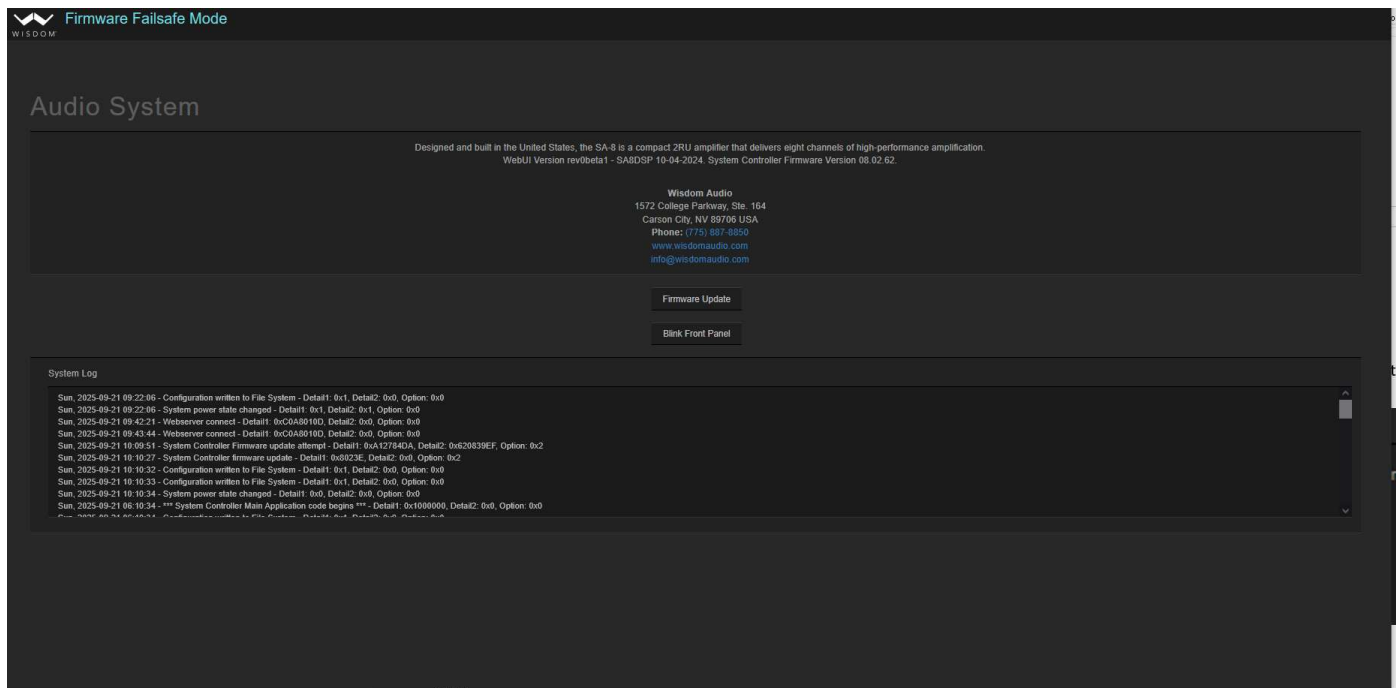 Firmware Failsafe Mode
WISDOM
Audio System
Designed and built in the United States, the SA-8 is a compact 2RU amplifier that delivers eight channels of high-performance amplification.
WebUI Version rev0beta1 - SA8DSP 10-04-2024. System Controller Firmware Version 08.02.62.
Wisdom Audio
1572 College Parkway, Ste. 164
Carson City, NV 89706 USA
Phone: (775) 887-8850
www.wisdomaudio.com
info@wisdomaudio.com
Firmware Update
Blink Front Panel
System Log
Sun, 2025-09-21 09:22:06 - Configuration written to File System - Detail1: 0x1, Detail2: 0x0, Option: 0x0
Sun, 2025-09-21 09:22:06 - System power state changed - Detail1: 0x1, Detail2: 0x1, Option: 0x0
Sun, 2025-09-21 09:42:21 - Webserver connect - Detail1: 0xC0A8010D, Detail2: 0x0, Option: 0x0
Sun, 2025-09-21 09:43:44 - Webserver connect - Detail1: 0xC0A8010D, Detail2: 0x0, Option: 0x0
Sun, 2025-09-21 10:09:51 - System Controller Firmware update attempt - Detail1: 0xA12784DA, Detail2: 0x620839EF, Option: 0x2
Sun, 2025-09-21 10:10:27 - System Controller firmware update - Detail1: 0x8023E, Detail2: 0x0, Option: 0x2
Sun, 2025-09-21 10:10:32 - Configuration written to File System - Detail1: 0x1, Detail2: 0x0, Option: 0x0
Sun, 2025-09-21 10:10:33 - Configuration written to File System - Detail1: 0x1, Detail2: 0x0, Option: 0x0
Sun, 2025-09-21 10:10:34 - System power state changed - Detail1: 0x0, Detail2: 0x0, Option: 0x0
Sun, 2025-09-21 06:10:34 - *** System Controller Main Application code begins *** - Detail1: 0x1000000, Detail2: 0x0, Option: 0x0